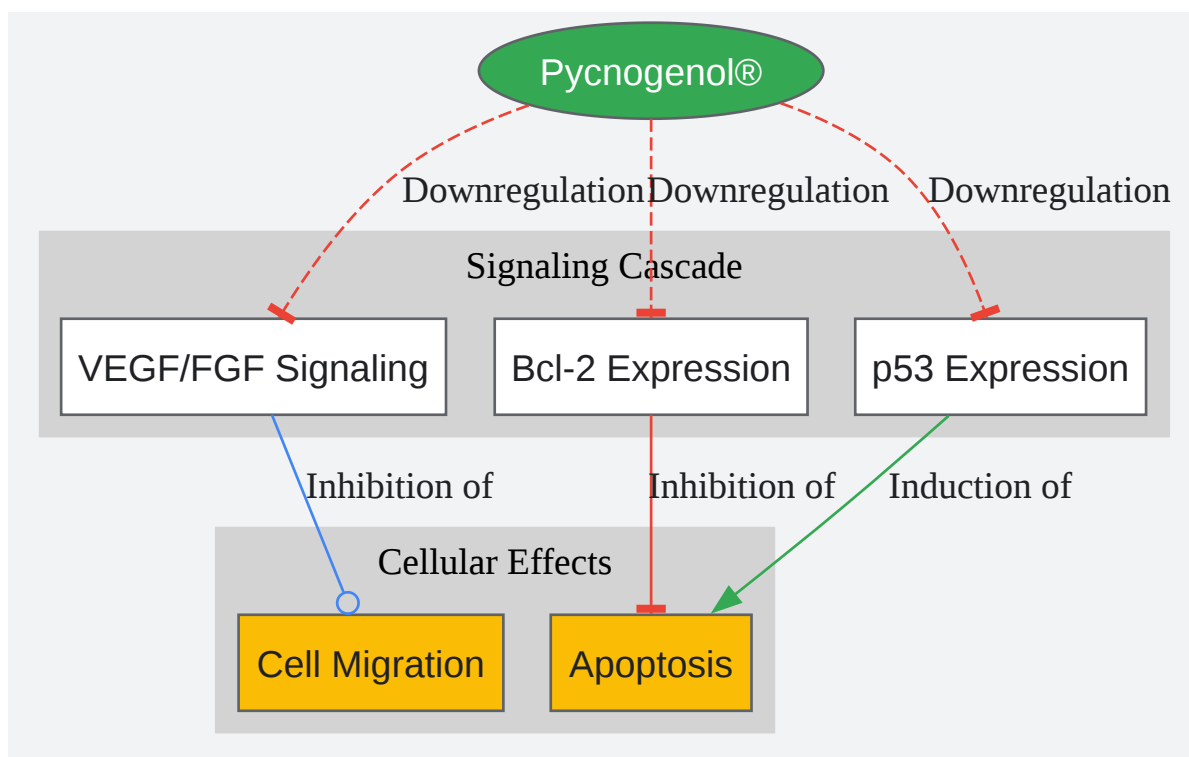 Pycnogenol®
Downregulation Downregulation Downregulation
Signaling Cascade
VEGF/FGF Signaling Bcl-2 Expression p53 Expression
Inhibition of Inhibition of Induction of
Cellular Effects
Cell Migration Apoptosis